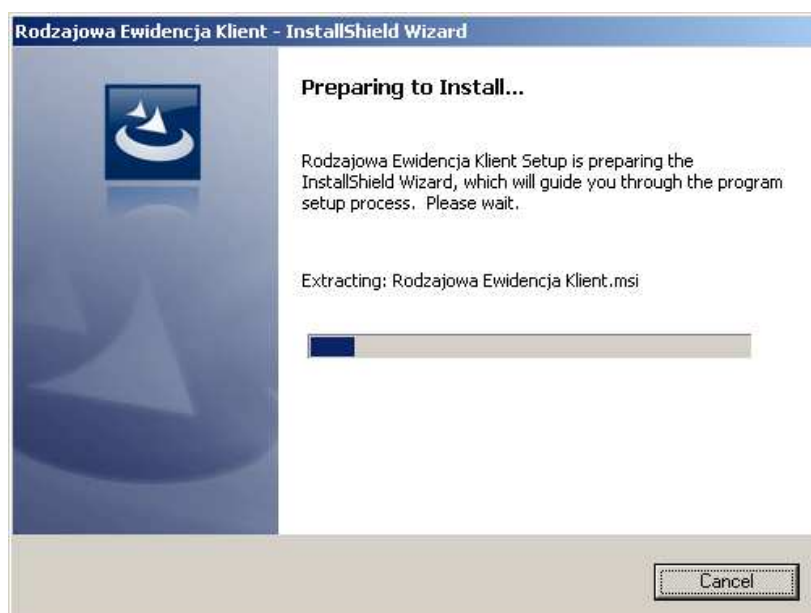 Rodzajowa Ewidencja Klient - InstallShield Wizard
Preparing to Install...
Rodzajowa Ewidencja Klient Setup is preparing the
InstallShield Wizard, which will guide you through the program
setup process.  Please wait.
Extracting: Rodzajowa Ewidencja Klient.msi
Cancel